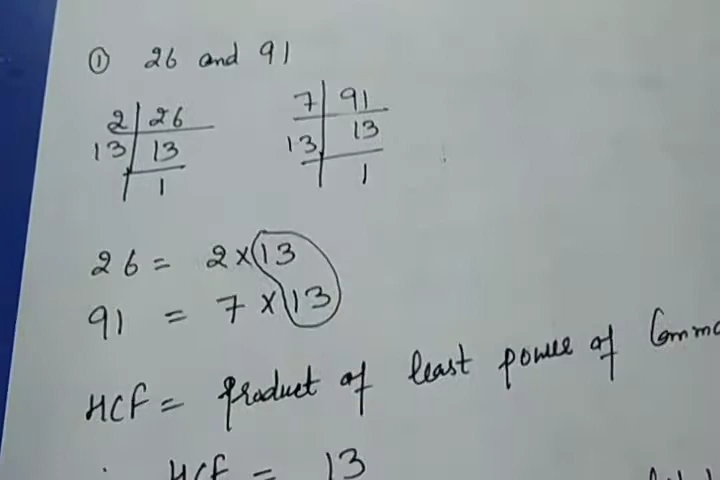 ① 26 and 91
2 | 26
13 | 13
1
7 | 91
13 | 13
1
26 = 2×13
91 = 7×13
HCF = product of least power of
HCF = 13